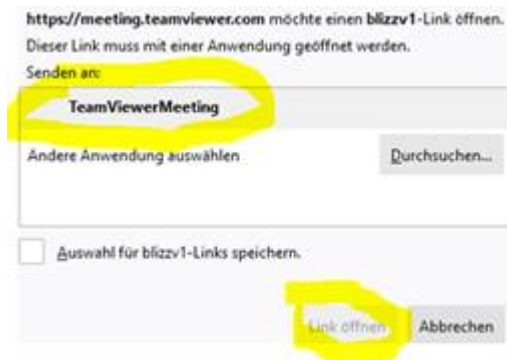 https://meeting.teamviewer.com möchte einen blizzv1-Link öffnen.
Dieser Link muss mit einer Anwendung geöffnet werden.
Senden an:
TeamViewerMeeting
Andere Anwendung auswählen
Durchsuchen...
Auswahl für blizzv1-Links speichern.
Link öffnen
Abbrechen